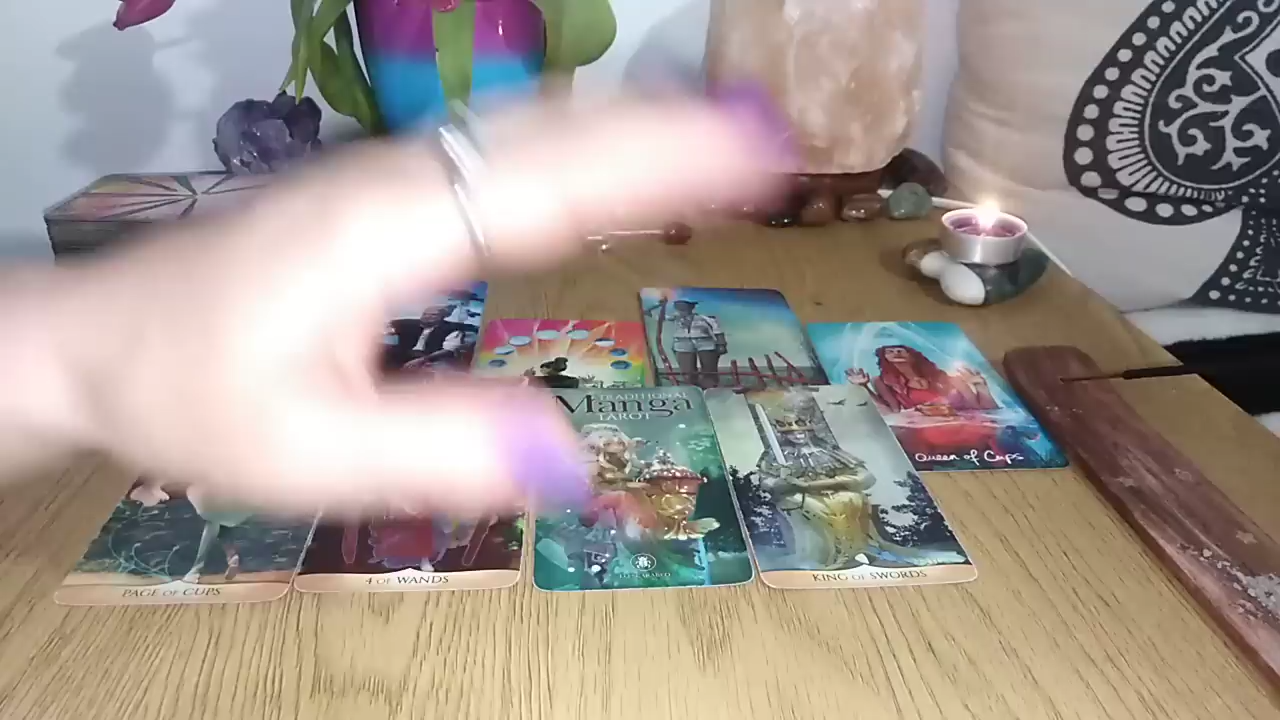 TRADITIONAL
Manga
TAROT
Queen of Cups
PAGE OF CUPS
4 OF WANDS
KING OF SWORDS